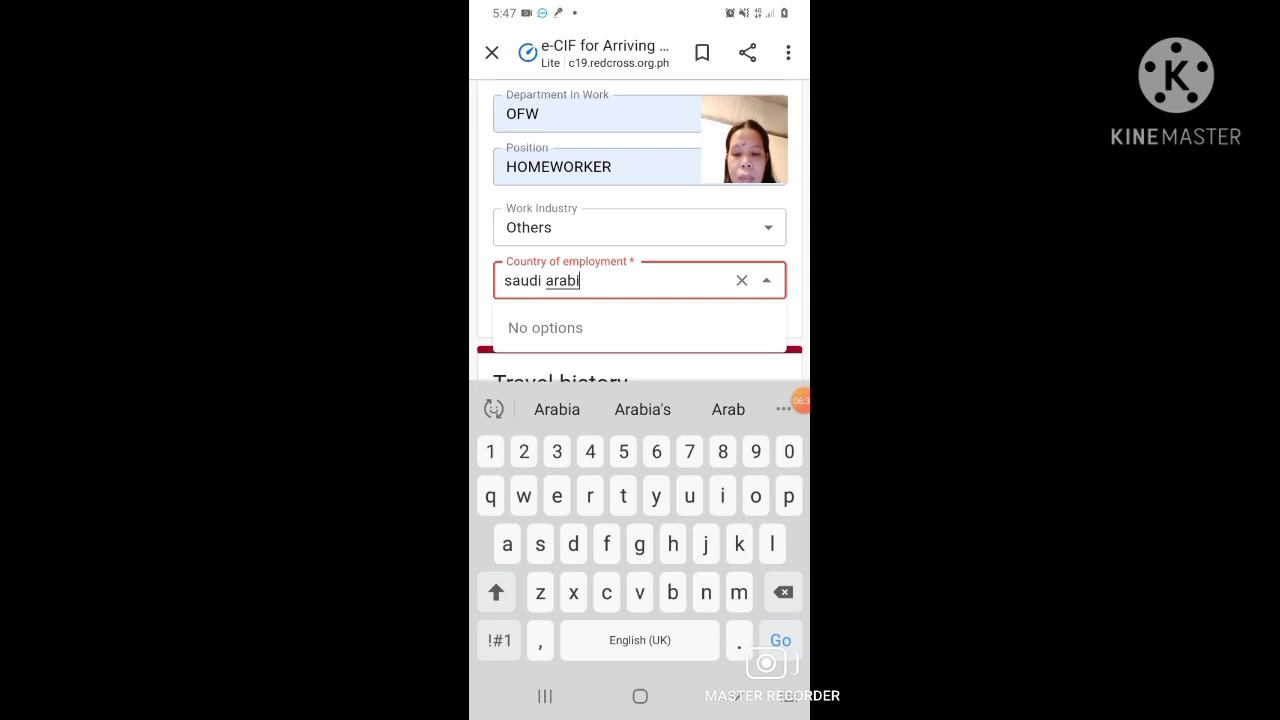 5:47
e-CIF for Arriving ...
Lite c19.redcross.org.ph
Department In Work
OFW
Position
HOMEWORKER
Work Industry
Others
Country of employment *
saudi arabi
No options
Travel history
Arabia Arabia's Arab
06:3
1 2 3 4 5 6 7 8 9 0
q w e r t y u i o p
a s d f g h j k l
z x c v b n m
!#1 , English (UK) . Go
MASTER RECORDER
K
KINEMASTER